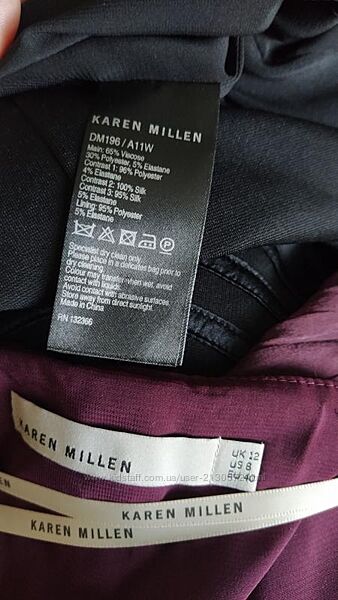 KAREN MILLEN
DM196 / A11W
Main: 65% Viscose
30% Polyester, 5% Elastane
Contrast 1: 96% Polyester
4% Elastane
Contrast 2: 100% Silk
Contrast 3: 95% Silk
5% Elastane
Lining: 95% Polyester
5% Elastane
Specialist dry clean only
Please place in a delicates bag prior to
dry cleaning.
Colour may transfer when wet, avoid
contact with liquids.
Avoid contact with abrasive surfaces
Store away from direct sunlight.
Made in China
RN 132366
KAREN MILLEN
UK 12
US 8
EU 40
KAREN MILLEN
KAREN MILLEN